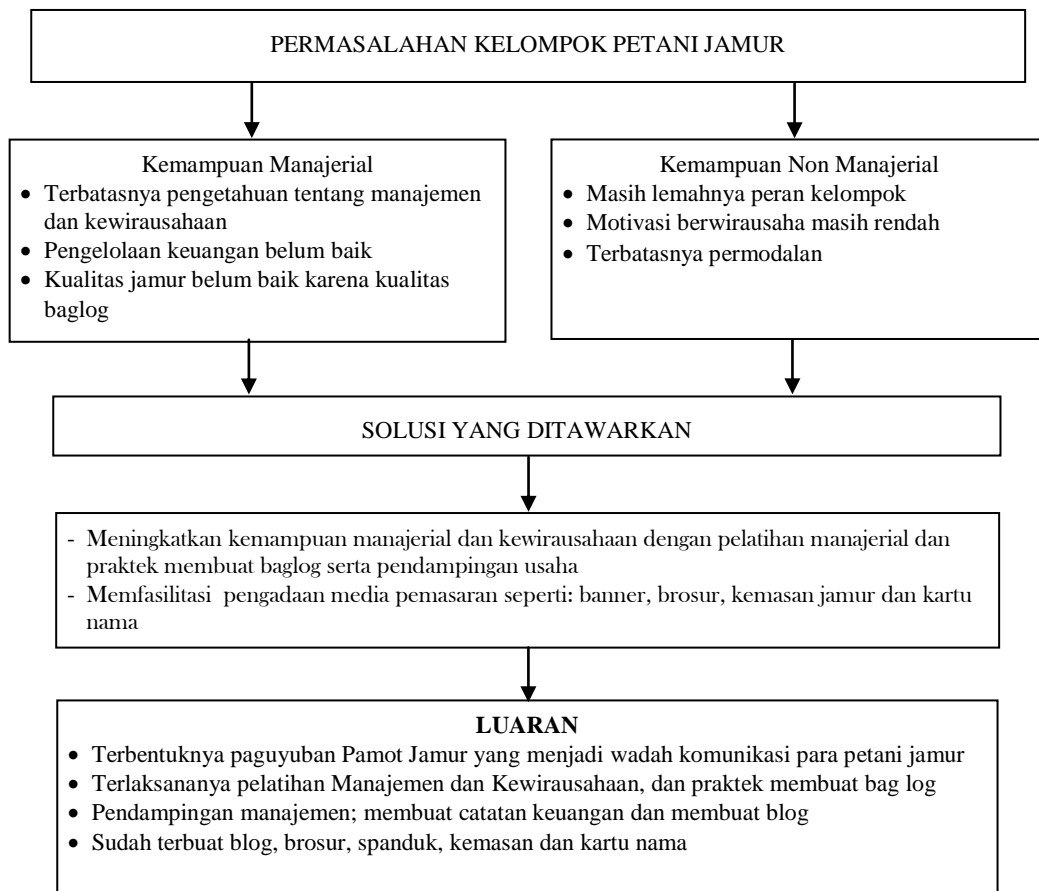 PERMASALAHAN KELOMPOK PETANI JAMUR
Kemampuan Manajerial
• Terbatasnya pengetahuan tentang manajemen
dan kewirausahaan
• Pengelolaan keuangan belum baik
• Kualitas jamur belum baik karena kualitas
baglog
Kemampuan Non Manajerial
• Masih lemahnya peran kelompok
• Motivasi berwirausaha masih rendah
• Terbatasnya permodalan
SOLUSI YANG DITAWARKAN
- Meningkatkan kemampuan manajerial dan kewirausahaan dengan pelatihan manajerial dan
praktek membuat baglog serta pendampingan usaha
- Memfasilitasi pengadaan media pemasaran seperti: banner, brosur, kemasan jamur dan kartu
nama
LUARAN
• Terbentuknya paguyuban Pamot Jamur yang menjadi wadah komunikasi para petani jamur
• Terlaksananya pelatihan Manajemen dan Kewirausahaan, dan praktek membuat bag log
• Pendampingan manajemen; membuat catatan keuangan dan membuat blog
• Sudah terbuat blog, brosur, spanduk, kemasan dan kartu nama